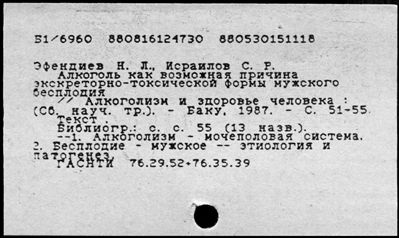 Б1/6960 880816124730 880530151118
Эфендиев Н. Л., Исраилов С. Р.
Алкоголь как возможная причина
экскреторно-токсической формы мужского
бесплодия
// Алкоголизм и здоровье человека :
(Сб. науч. тр.). - Баку, 1987. - С. 51-55.
Текст .
Библиогр.: с. с. 55 (13 назв.).
--1. Алкоголизм - мочеполовая система.
2. Бесплодие - мужское -- этиология и
патогенез,
ГАСНТИ 76.29.52+76.35.39